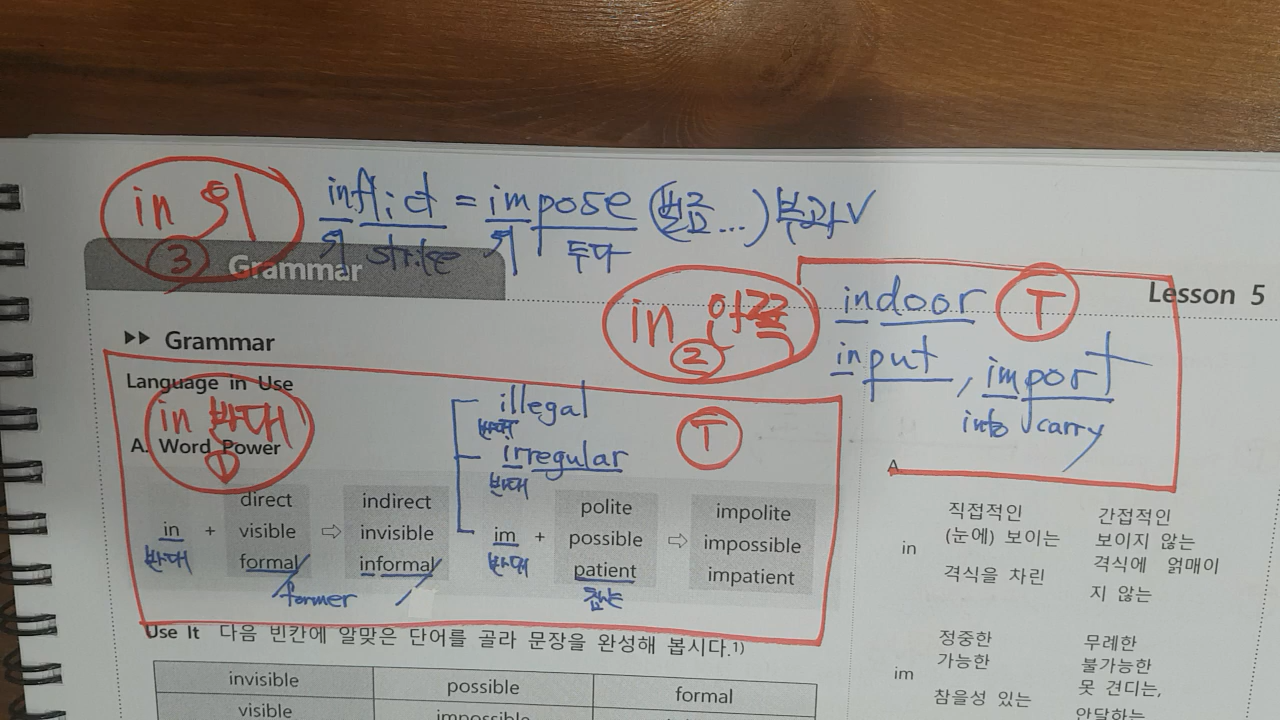 in 위
③
inflict = impose (벌금...) 부과v
위 strike 위 두다
Grammar
Lesson 5
in 안쪽
②
indoor T
input, import
into carry
▶▶ Grammar
Language in Use
in 반대
①
A. Word Power
illegal
반대
irregular
반대
T
in + direct visible formal ⇨ indirect invisible informal
반대
former
im + polite possible patient ⇨ impolite impossible impatient
반대
참는
Use It 다음 빈칸에 알맞은 단어를 골라 문장을 완성해 봅시다.1)
invisible possible formal
visible impossible
A
in
직접적인 간접적인
(눈에) 보이는 보이지 않는
격식을 차린 격식에 얽매이
지 않는
im
정중한 무례한
가능한 불가능한
참을성 있는 못 견디는,
안달하는